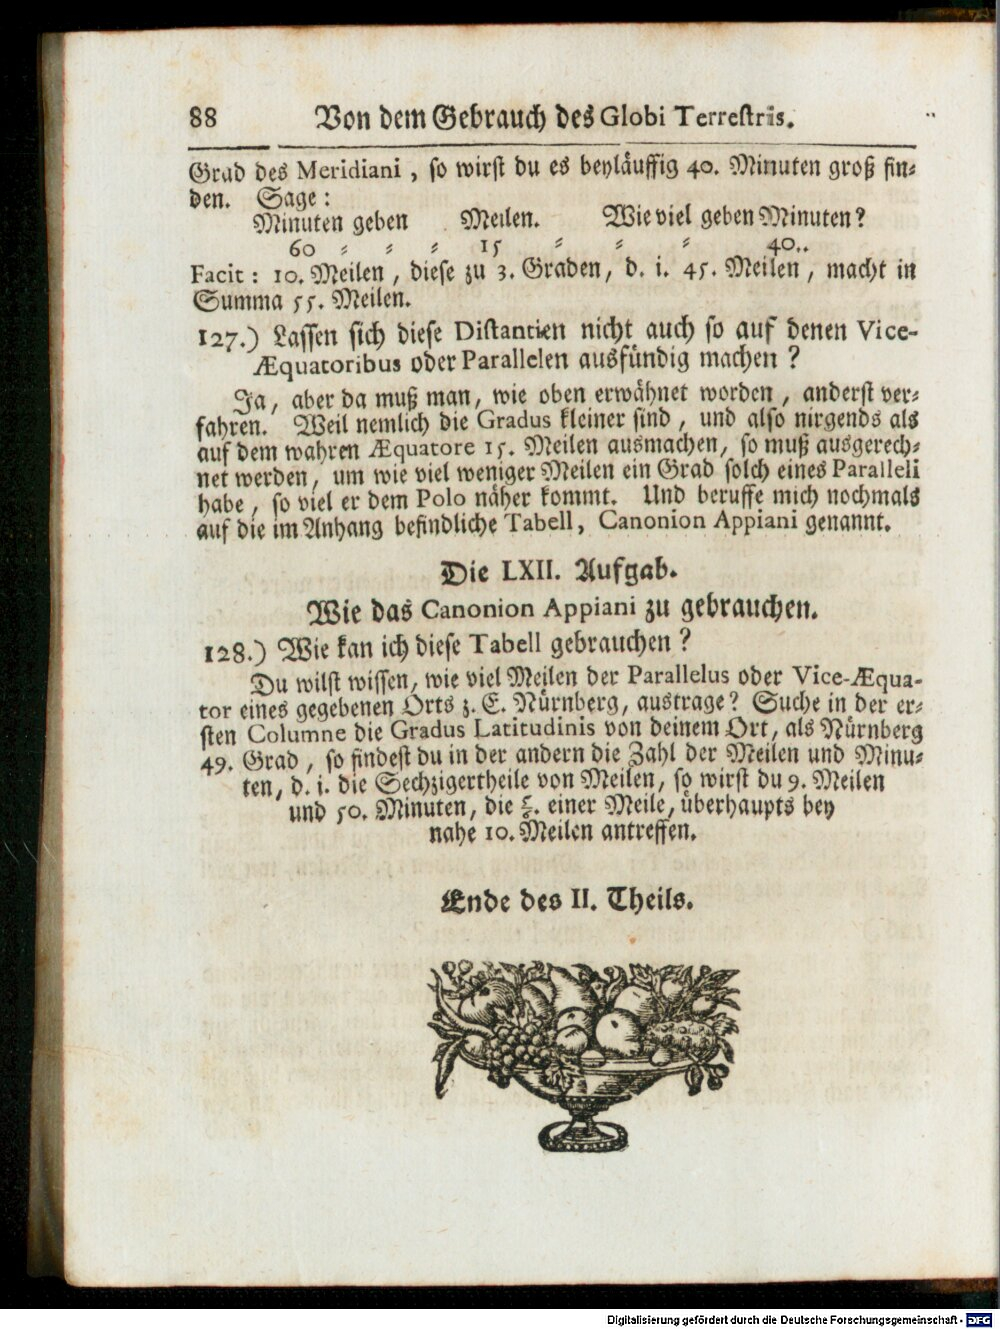 88 Von dem Gebrauch des Globi Terrestris.
Grad des Meridiani, so wirst du es beyläuffig 40. Minuten groß fin-
den. Sage:
Minuten geben Meilen. Wie viel geben Minuten?
60 - - - 15 - - - 40..
Facit: 10. Meilen, diese zu 3. Graden, d. i. 45. Meilen, macht in
Summa 55. Meilen.
127.) Lassen sich diese Distantien nicht auch so auf denen Vice-
Æquatoribus oder Parallelen ausfündig machen?
Ja, aber da muß man, wie oben erwähnet worden, anderst ver-
fahren. Weil nemlich die Gradus kleiner sind, und also nirgends als
auf dem wahren Æquatore 15. Meilen ausmachen, so muß ausgerech-
net werden, um wie viel weniger Meilen ein Grad solch eines Paralleli
habe, so viel er dem Polo näher kommt. Und beruffe mich nochmals
auf die im Anhang befindliche Tabell, Canonion Appiani genannt.
Die LXII. Aufgab.
Wie das Canonion Appiani zu gebrauchen.
128.) Wie kan ich diese Tabell gebrauchen?
Du wilst wissen, wie viel Meilen der Parallelus oder Vice-Æqua-
tor eines gegebenen Orts z. E. Nürnberg, austrage? Suche in der er-
sten Columne die Gradus Latitudinis von deinem Ort, als Nürnberg
49. Grad, so findest du in der andern die Zahl der Meilen und Minu-
ten, d. i. die Sechzigertheile von Meilen, so wirst du 9. Meilen
und 50. Minuten, die einer Meile, überhaupts bey
nahe 10. Meilen antreffen.
Ende des II. Theils.
Digitalisierung gefördert durch die Deutsche Forschungsgemeinschaft - DFG